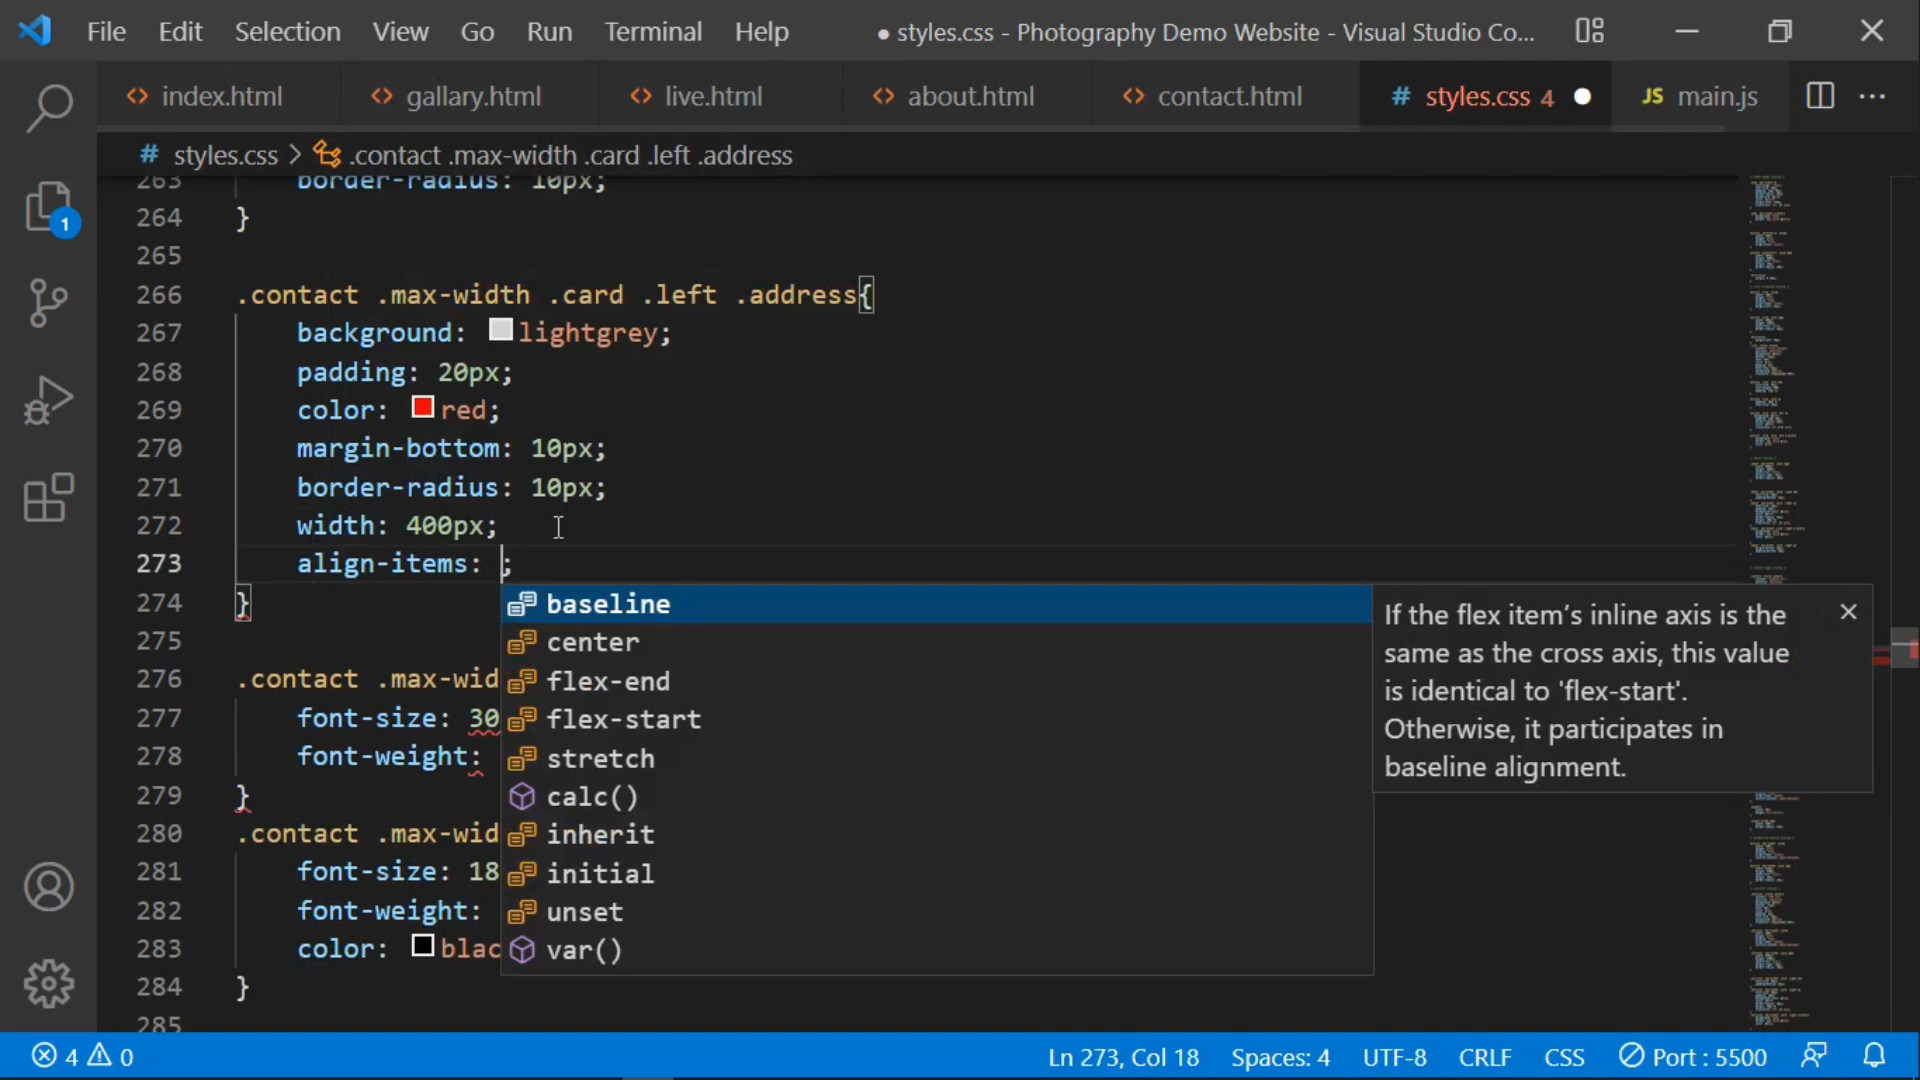 File Edit Selection View Go Run Terminal Help ● styles.css - Photography Demo Website - Visual Studio Co...
index.html gallary.html live.html about.html contact.html # styles.css 4 ● JS main.js ...
# styles.css > .contact .max-width .card .left .address
263 border-radius: 10px;
264 }
265
266 .contact .max-width .card .left .address{
267 background: lightgrey;
268 padding: 20px;
269 color: red;
270 margin-bottom: 10px;
271 border-radius: 10px;
272 width: 400px;
273 align-items: ;
274 }
275
276 .contact .max-wid
277 font-size: 30
278 font-weight:
279 }
280 .contact .max-wid
281 font-size: 18
282 font-weight:
283 color: blac
284 }
285
baseline
center
flex-end
flex-start
stretch
calc()
inherit
initial
unset
var()
If the flex item’s inline axis is the
same as the cross axis, this value
is identical to 'flex-start'.
Otherwise, it participates in
baseline alignment.
1
4 0 Ln 273, Col 18 Spaces: 4 UTF-8 CRLF CSS Port : 5500